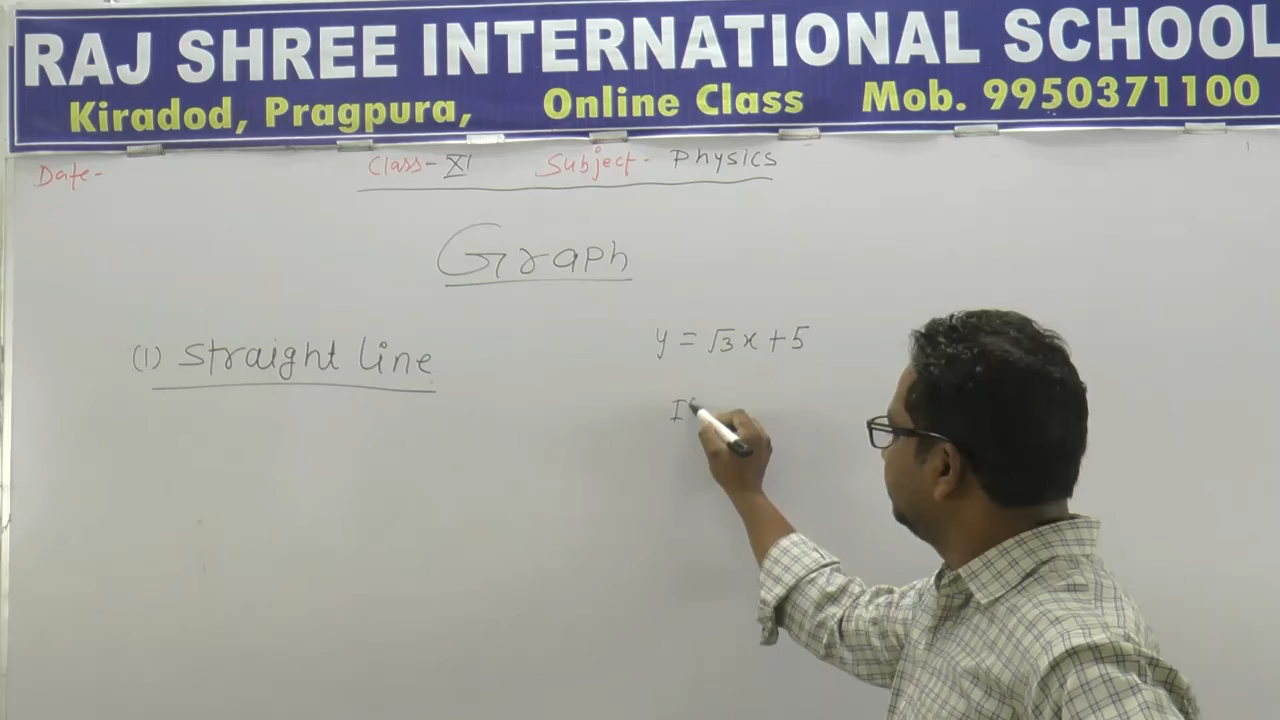 RAJ SHREE INTERNATIONAL SCHOOL
Kiradod, Pragpura, Online Class Mob. 9950371100
Date- Class- XI Subject- Physics
Graph
(1) Straight Line
y = √3x + 5